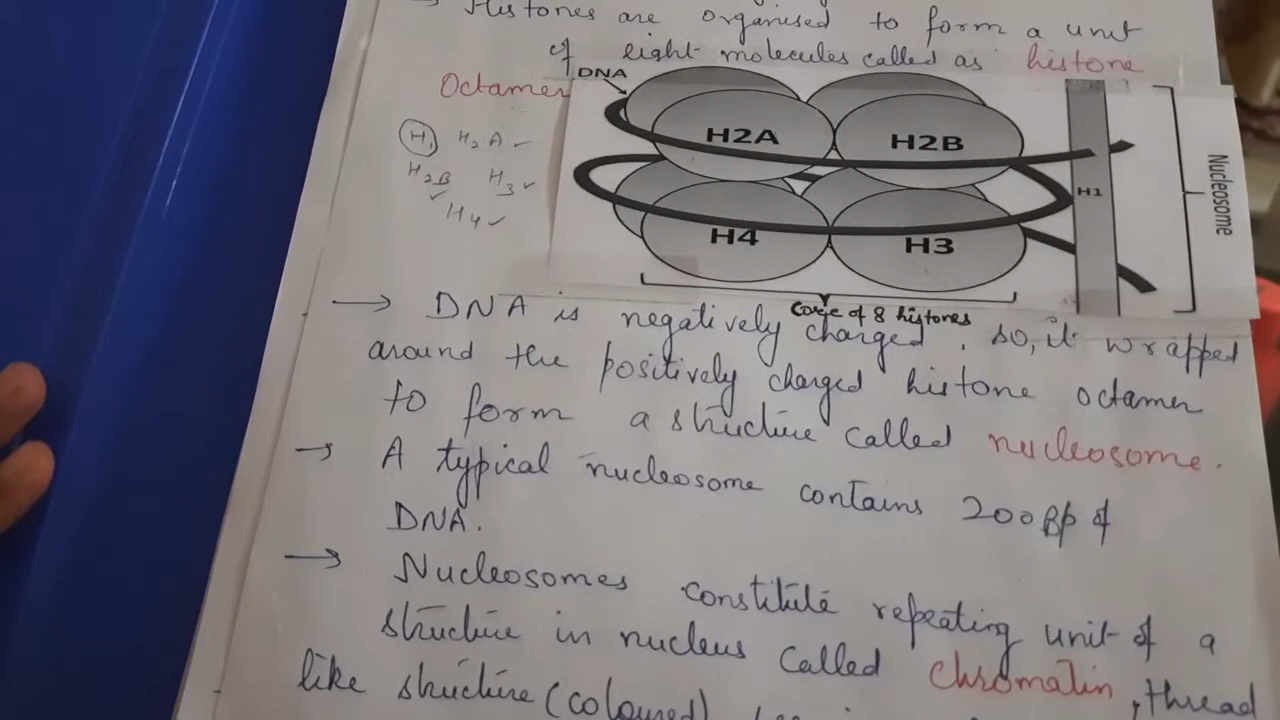 → Histones are organised to form a unit
of eight molecules called as histone
Octamer
DNA
H1 H2A
H2B H3
H4
H2A H2B
H1
H4 H3
Nucleosome
Core of 8 histones
→ DNA is negatively charged. so, it wrapped
around the positively charged histone octamer
to form a structure called nucleosome.
→ A typical nucleosome contains 200 Bp of
DNA.
→ Nucleosomes constitute repeating unit of a
structure in nucleus called chromatin, thread
like structure (coloured)